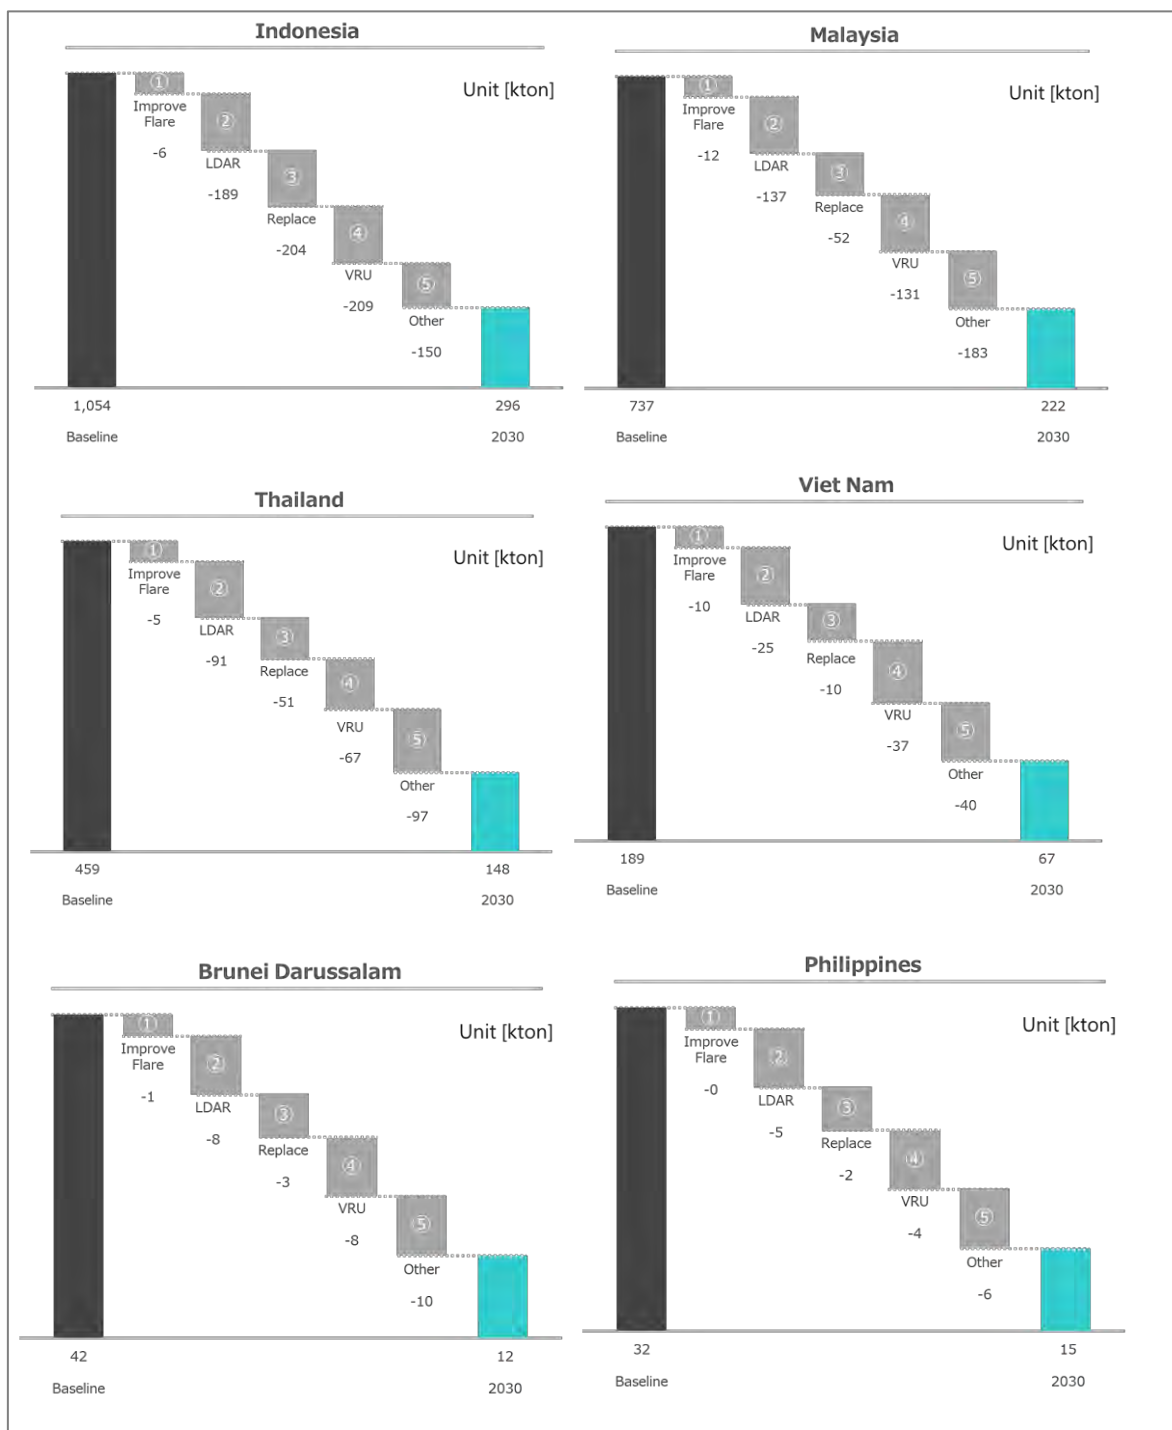 Indonesia
Unit [kton]
①
Improve
Flare
-6
②
LDAR
-189
③
Replace
-204
④
VRU
-209
⑤
Other
-150
1,054
296
Baseline
2030
Malaysia
Unit [kton]
①
Improve
Flare
-12
②
LDAR
-137
③
Replace
-52
④
VRU
-131
⑤
Other
-183
737
222
Baseline
2030
Thailand
Unit [kton]
①
Improve
Flare
-5
②
LDAR
-91
③
Replace
-51
④
VRU
-67
⑤
Other
-97
459
148
Baseline
2030
Viet Nam
Unit [kton]
①
Improve
Flare
-10
②
LDAR
-25
③
Replace
-10
④
VRU
-37
⑤
Other
-40
189
67
Baseline
2030
Brunei Darussalam
Unit [kton]
①
Improve
Flare
-1
②
LDAR
-8
③
Replace
-3
④
VRU
-8
⑤
Other
-10
42
12
Baseline
2030
Philippines
Unit [kton]
①
Improve
Flare
-0
②
LDAR
-5
③
Replace
-2
④
VRU
-4
⑤
Other
-6
32
15
Baseline
2030